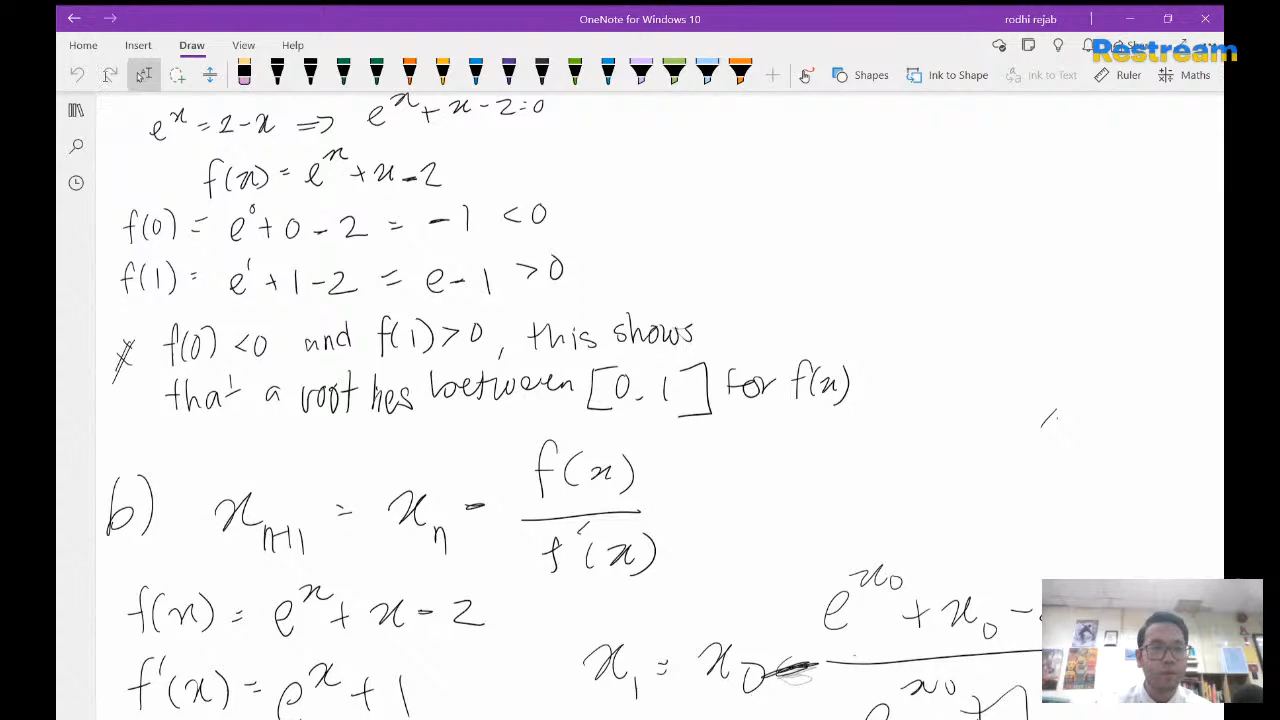 OneNote for Windows 10
rodhi rejab
Home Insert Draw View Help
Restream
Shapes Ink to Shape Ink to Text Ruler Maths
e^x = 2 - x ⟹ e^x + x - 2 = 0
f(x) = e^x + x - 2
f(0) = e^0 + 0 - 2 = -1 < 0
f(1) = e^1 + 1 - 2 = e - 1 > 0
* f(0) < 0 and f(1) > 0, this shows
that a root lies between [0, 1] for f(x)
b) x_{n+1} = x_n - f(x) / f'(x)
f(x) = e^x + x - 2
f'(x) = e^x + 1
x_1 = x_0 - (e^{x_0} + x_0 - / e^{x_0} + 1